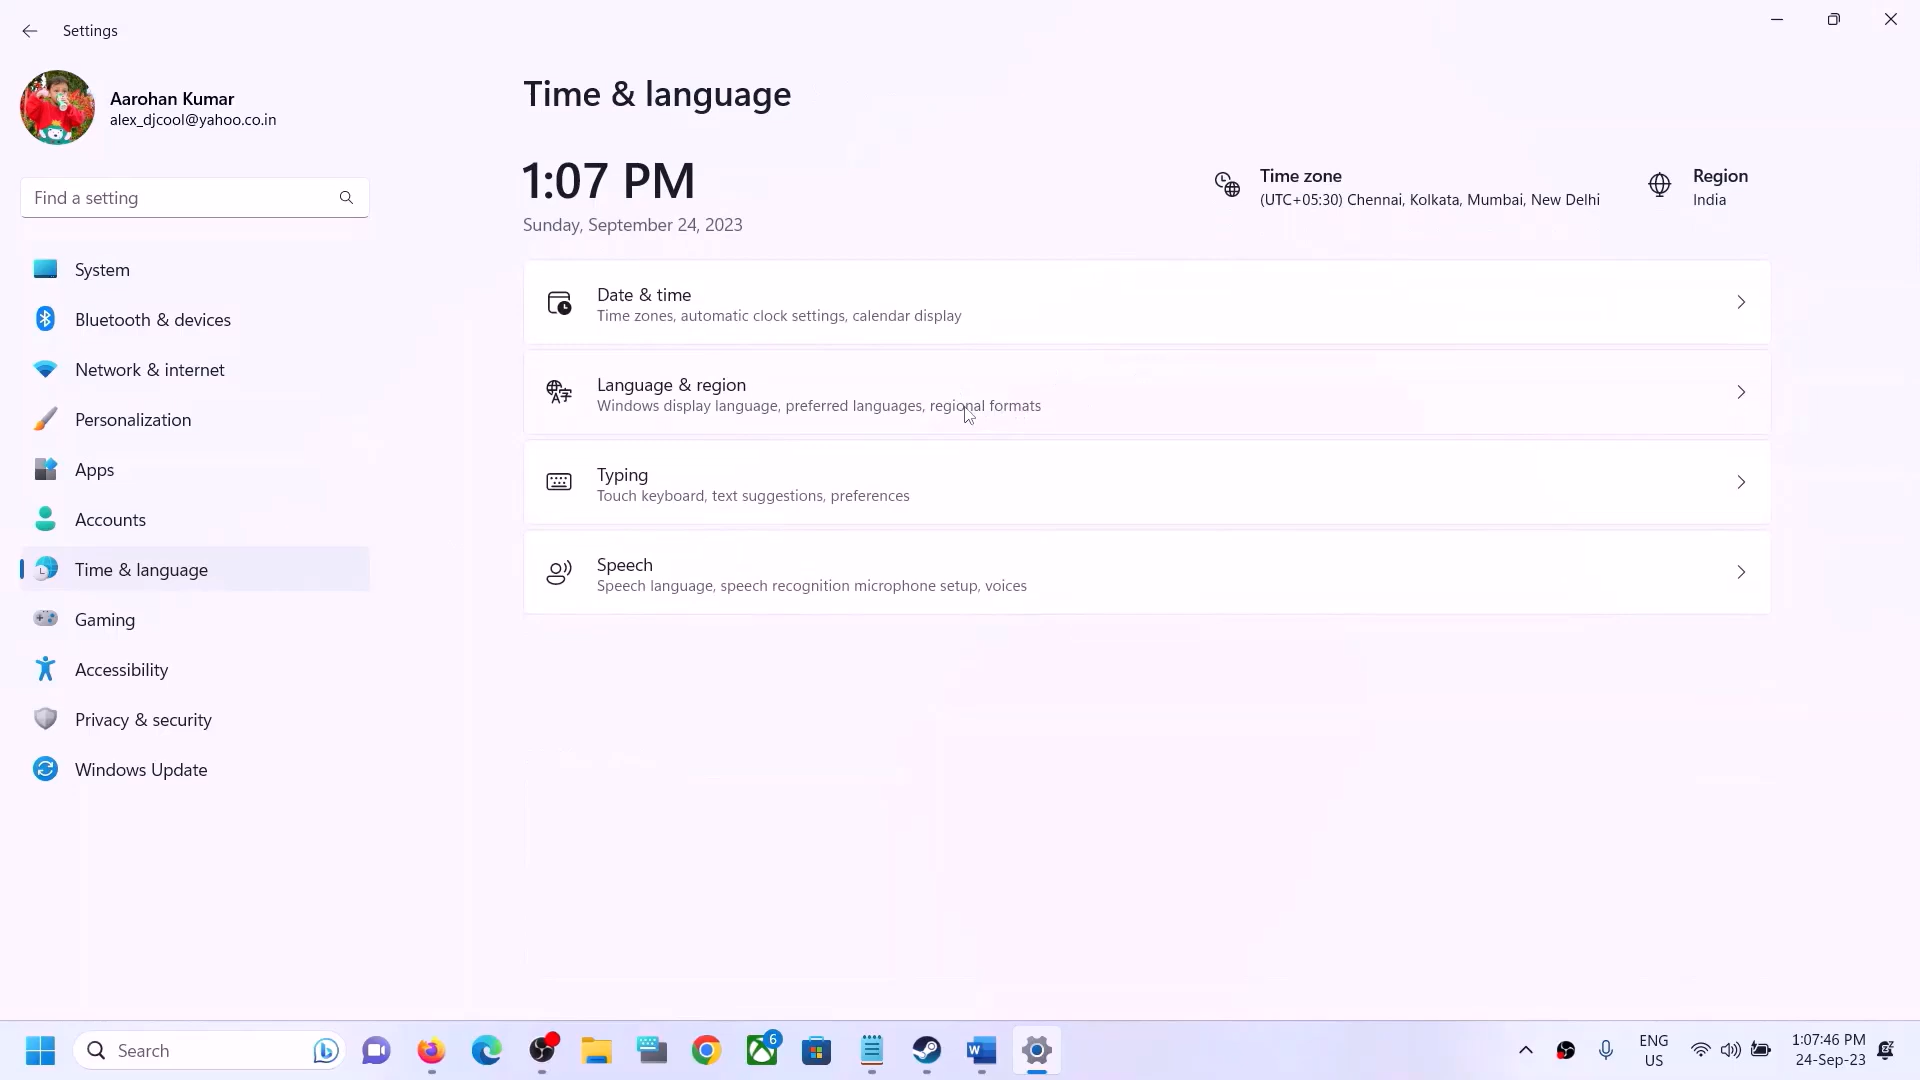 Settings
Aarohan Kumar
alex_djcool@yahoo.co.in
Find a setting
System
Bluetooth & devices
Network & internet
Personalization
Apps
Accounts
Time & language
Gaming
Accessibility
Privacy & security
Windows Update
Time & language
1:07 PM
Sunday, September 24, 2023
Time zone
(UTC+05:30) Chennai, Kolkata, Mumbai, New Delhi
Region
India
Date & time
Time zones, automatic clock settings, calendar display
Language & region
Windows display language, preferred languages, regional formats
Typing
Touch keyboard, text suggestions, preferences
Speech
Speech language, speech recognition microphone setup, voices
Search
6
W
ENG
US
1:07:46 PM
24-Sep-23